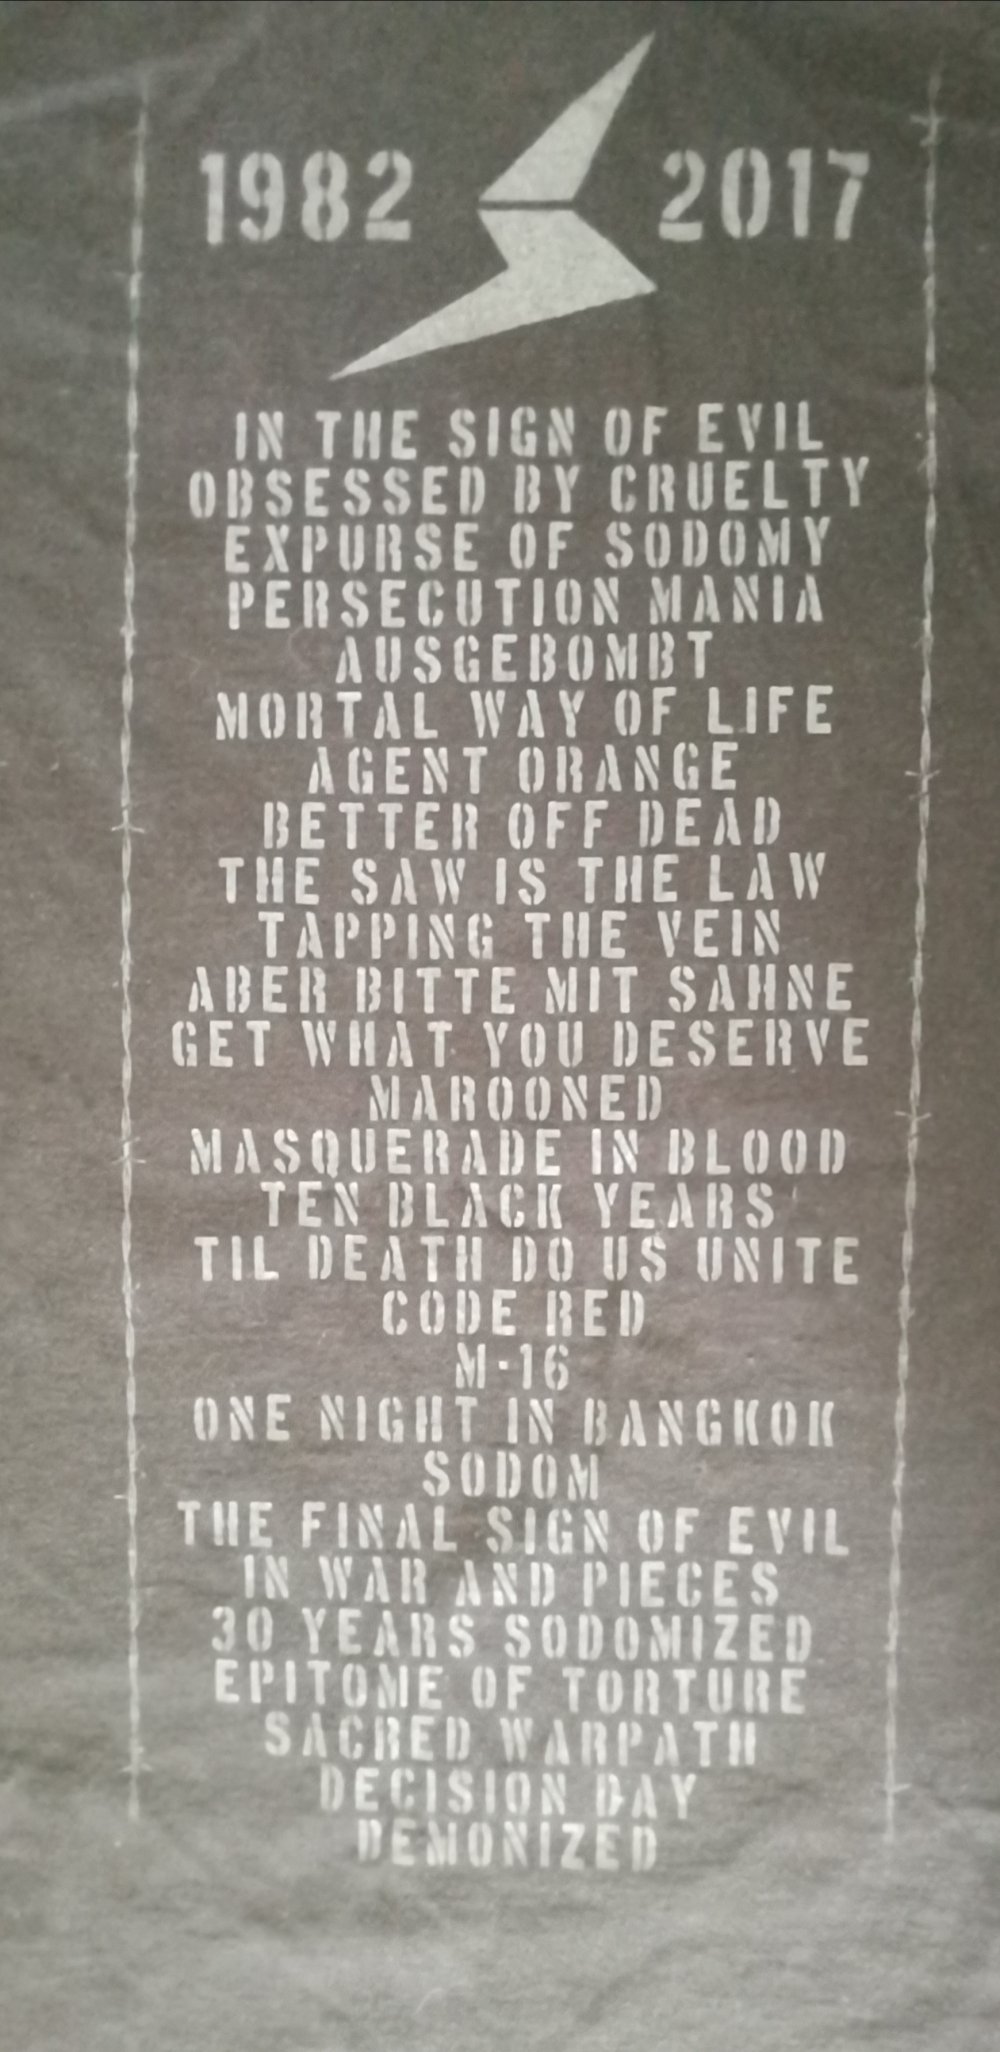 1982 2017
IN THE SIGN OF EVIL
OBSESSED BY CRUELTY
EXPURSE OF SODOMY
PERSECUTION MANIA
AUSGEBOMBT
MORTAL WAY OF LIFE
AGENT ORANGE
BETTER OFF DEAD
THE SAW IS THE LAW
TAPPING THE VEIN
ABER BITTE MIT SAHNE
GET WHAT YOU DESERVE
MAROONED
MASQUERADE IN BLOOD
TEN BLACK YEARS
'TIL DEATH DO US UNITE
CODE RED
M-16
ONE NIGHT IN BANGKOK
SODOM
THE FINAL SIGN OF EVIL
IN WAR AND PIECES
30 YEARS SODOMIZED
EPITOME OF TORTURE
SACRED WARPATH
DECISION DAY
DEMONIZED